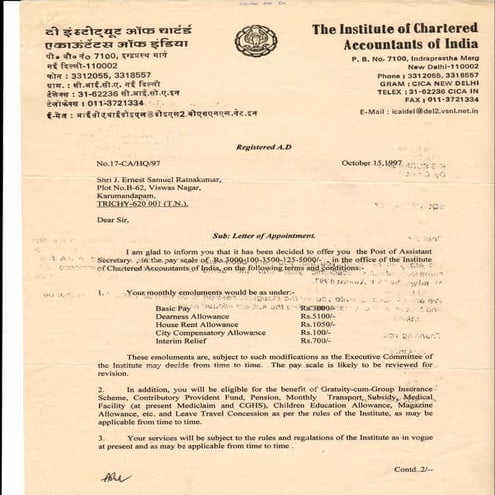 दी इंस्टीट्यूट ऑफ चार्टर्ड
एकाउंटेंट्स ऑफ इंडिया
पो० बॉ० नं० 7100, इन्द्रप्रस्थ मार्ग
नई दिल्ली-110002
फोन : 3312055, 3318557
ग्राम : सी.आई.सी.ए. नई दिल्ली
टेलेक्स : 31-62236 सी.आई.सी.ए.इन
टेलीफेक्स : 011-3721334
The Institute of Chartered
Accountants of India
P. B. No- 7100, Indraprastha Marg
New Delhi-110002
Phone : 3312055, 3318557
GRAM : CICA NEW DELHI
TELEX : 31-62236 CICA IN
FAX : 011-3721334
E-Mail : icaidel@del2.vsnl.net.in
Registered A.D
No.17-CA/HQ/97
October 15,1997
Shri J. Ernest Samuel Ratnakumar,
Plot No.B-62, Viswas Nagar,
Karumandapam,
TRICHY-620 001 (T.N.).
Dear Sir,
Sub: Letter of Appointment.
I am glad to inform you that it has been decided to offer you the Post of Assistant
Secretary , in the pay scale of Rs.3000-100-3500-125-5000/- , in the office of the Institute
of Chartered Accountants of India, on the following terms and conditions:-
1. Your monthly emoluments would be as under:-
Basic Pay Rs.3000/-
Dearness Allowance Rs.5100/-
House Rent Allowance Rs.1050/-
City Compensatory Allowance Rs.100/-
Interim Relief Rs.700/-
These emoluments are, subject to such modifications as the Executive Committee of
the Institute may decide from time to time. The pay scale is likely to be reviewed for
revision.
2. In addition, you will be eligible for the benefit of Gratuity-cum-Group Insurance
Scheme, Contributory Provident Fund, Pension, Monthly Transport Subsidy, Medical
Facility (at present Mediclaim and CGHS), Children Education Allowance, Magazine
Allowance, etc. and Leave Travel Concession as per the rules of the Institute, as may be
applicable from time to time.
3. Your services will be subject to the rules and regulations of the Institute as in vogue
at present and as may be applicable from time to time .
Contd..2/--